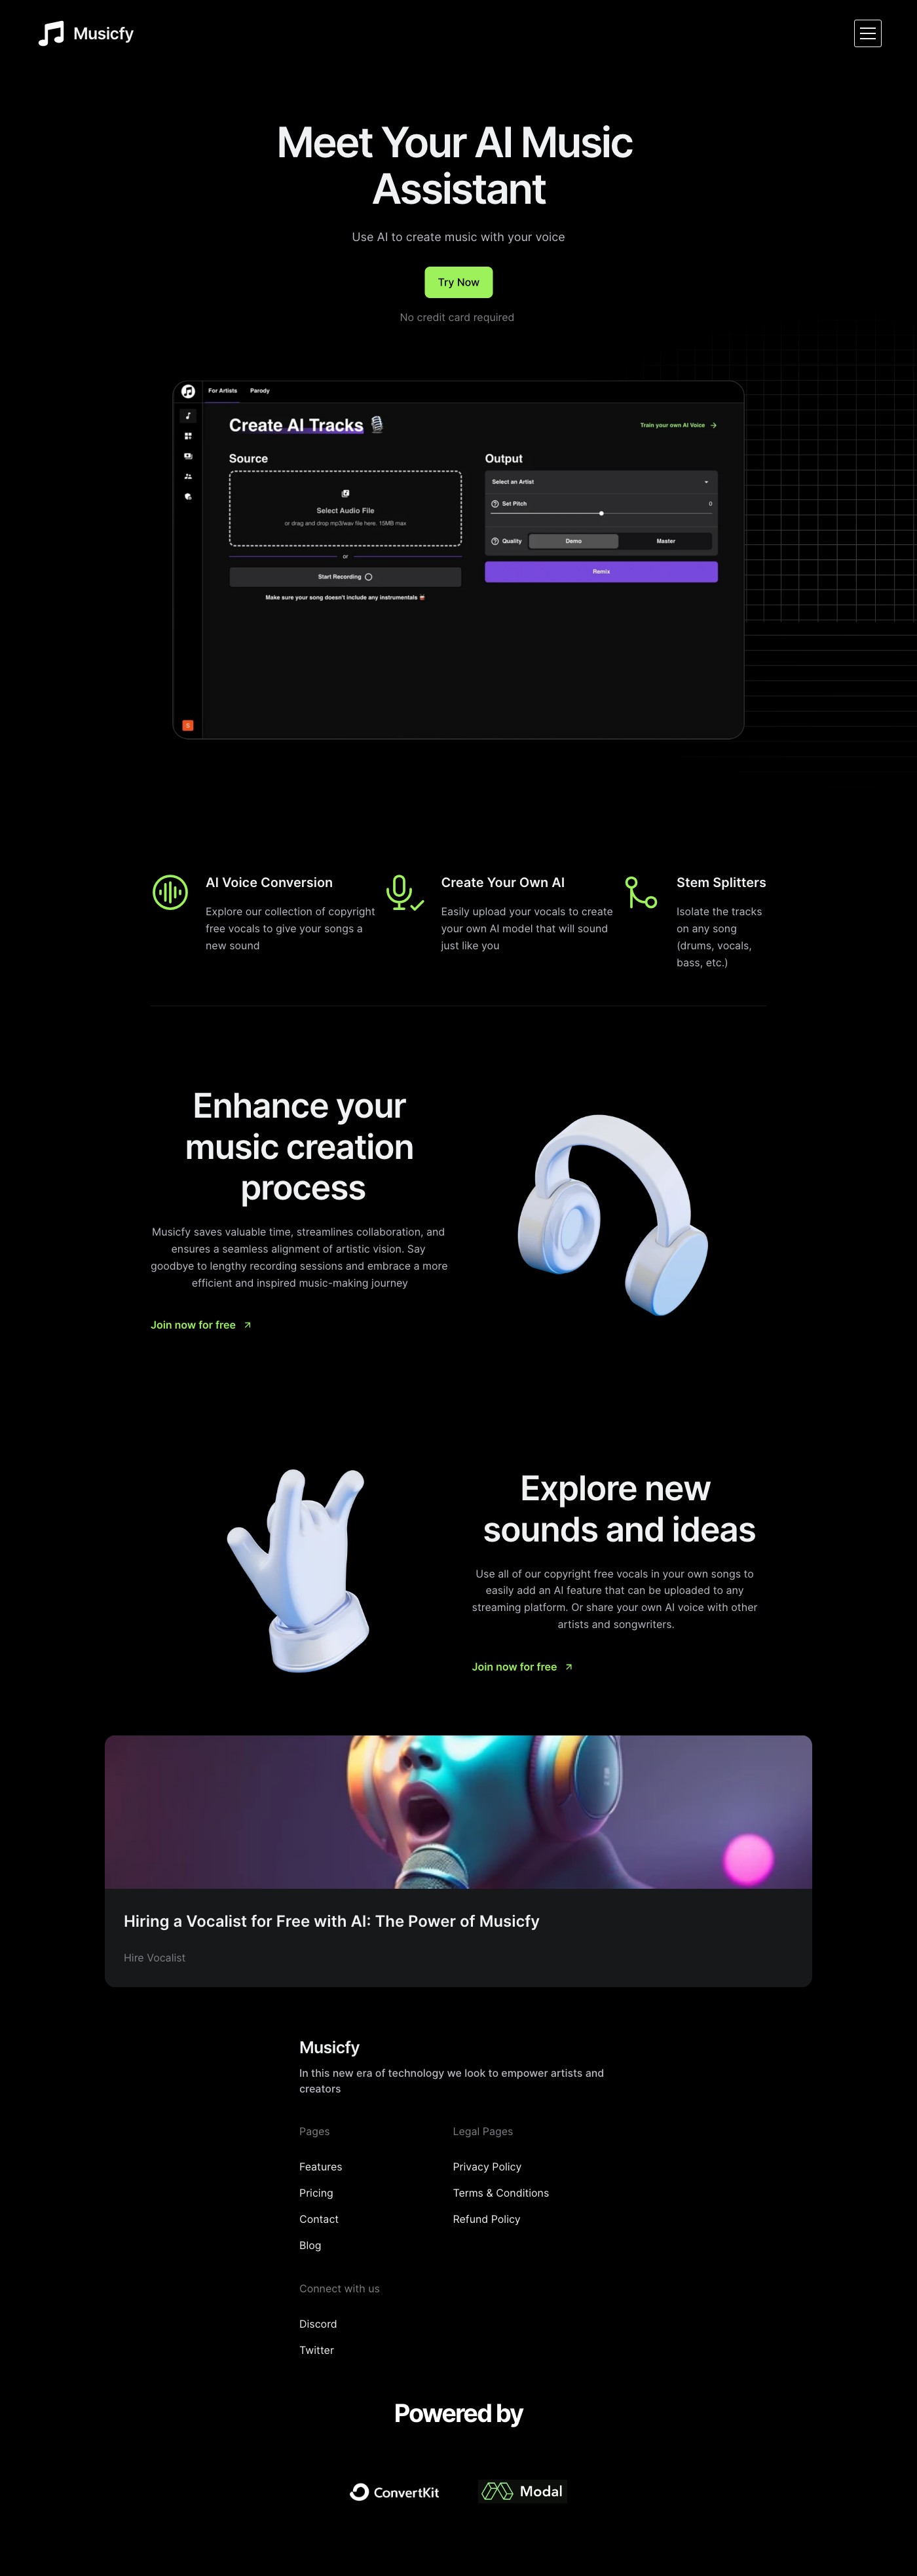 Musicfy
Meet Your AI Music
Assistant
Use AI to create music with your voice
Try Now
No credit card required
For Artists
Parody
Create AI Tracks
Train your own AI Voice
Source
Select Audio File
or drag and drop mp3/wav file here. 15MB max
or
Start Recording
Make sure your song doesn't include any instrumentals
Output
Select an Artist
Set Pitch
0
Quality
Demo
Master
Remix
AI Voice Conversion
Explore our collection of copyright
free vocals to give your songs a
new sound
Create Your Own AI
Easily upload your vocals to create
your own AI model that will sound
just like you
Stem Splitters
Isolate the tracks
on any song
(drums, vocals,
bass, etc.)
Enhance your
music creation
process
Musicfy saves valuable time, streamlines collaboration, and
ensures a seamless alignment of artistic vision. Say
goodbye to lengthy recording sessions and embrace a more
efficient and inspired music-making journey
Join now for free
Explore new
sounds and ideas
Use all of our copyright free vocals in your own songs to
easily add an AI feature that can be uploaded to any
streaming platform. Or share your own AI voice with other
artists and songwriters.
Join now for free
Hiring a Vocalist for Free with AI: The Power of Musicfy
Hire Vocalist
Musicfy
In this new era of technology we look to empower artists and
creators
Pages
Features
Pricing
Contact
Blog
Legal Pages
Privacy Policy
Terms & Conditions
Refund Policy
Connect with us
Discord
Twitter
Powered by
ConvertKit
Modal